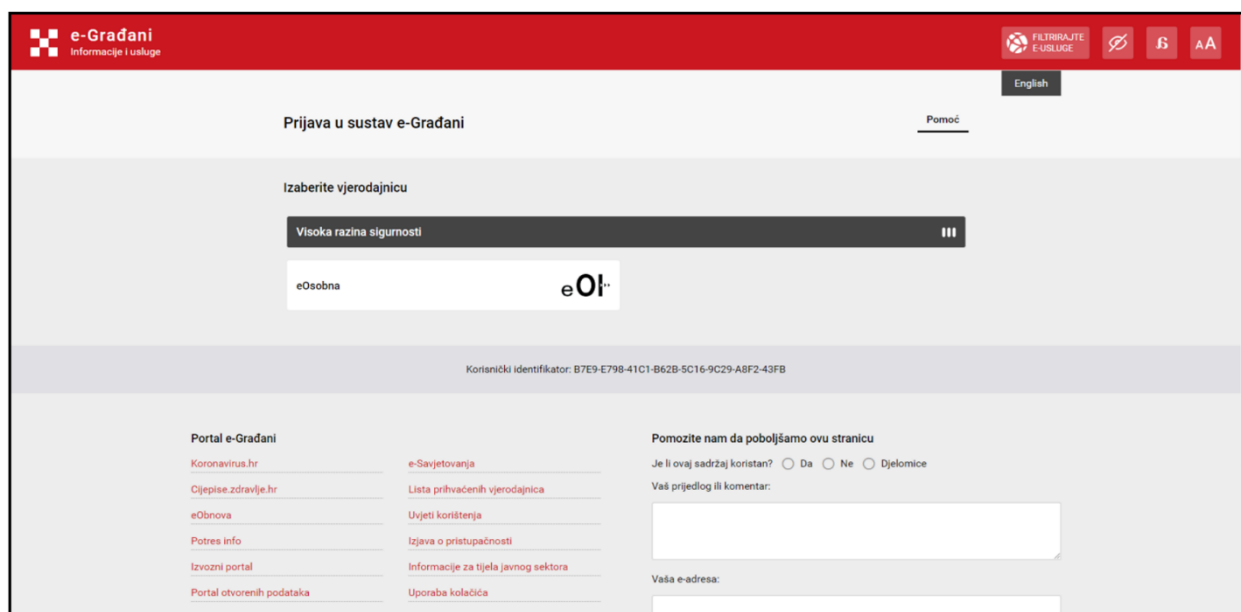 e-Građani
Informacije i usluge
FILTRIRAJTE
E-USLUGE
AA
English
Prijava u sustav e-Građani
Pomoć
Izaberite vjerodajnicu
Visoka razina sigurnosti
eOsobna
Korisnički identifikator: B7E9-E798-41C1-B62B-5C16-9C29-A8F2-43FB
Portal e-Građani
Koronavirus.hr
Cijepise.zdravlje.hr
eObnova
Potres info
Izvozni portal
Portal otvorenih podataka
e-Savjetovanja
Lista prihvaćenih vjerodajnica
Uvjeti korištenja
Izjava o pristupačnosti
Informacije za tijela javnog sektora
Uporaba kolačića
Pomozite nam da poboljšamo ovu stranicu
Je li ovaj sadržaj koristan? Da Ne Djelomice
Vaš prijedlog ili komentar:
Vaša e-adresa: